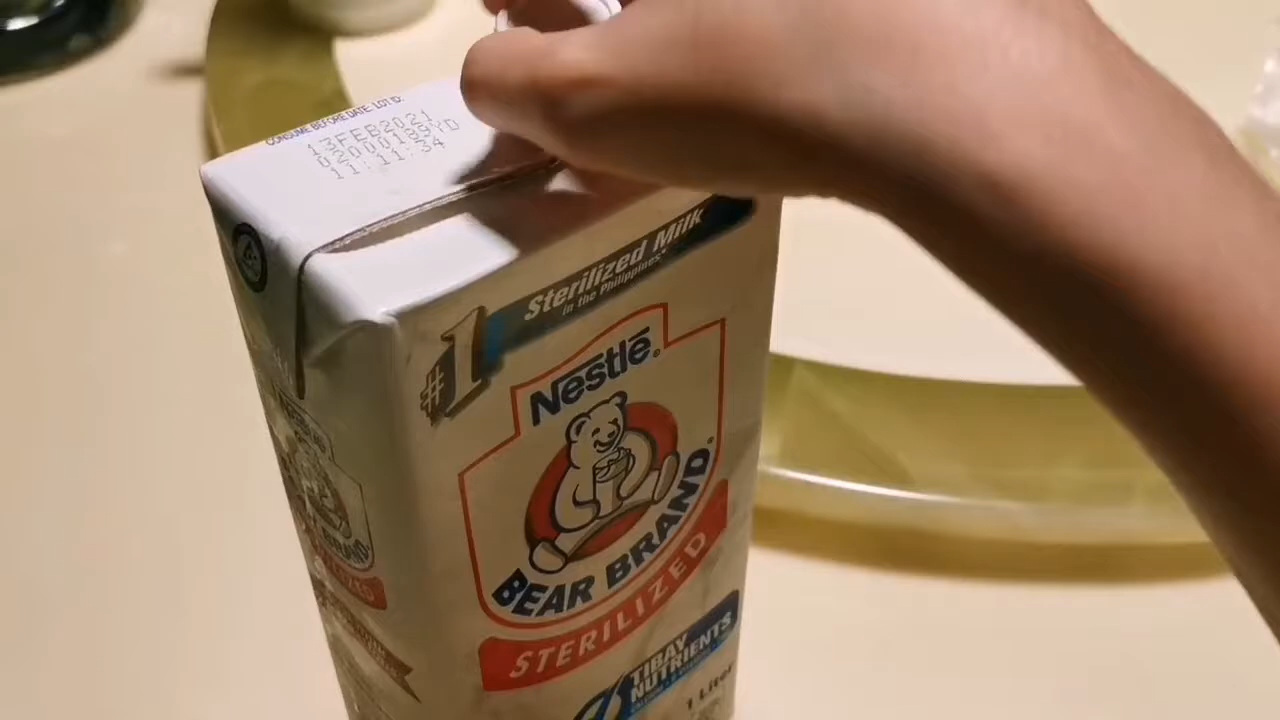 CONSUME BEFORE DATE LOT ID:
13FEB2021
02000189YD
11:11:34
#1 Sterilized Milk
in the Philippines*
Nestlé®
BEAR BRAND®
STERILIZED
TIBAY
NUTRIENTS
1 Liter